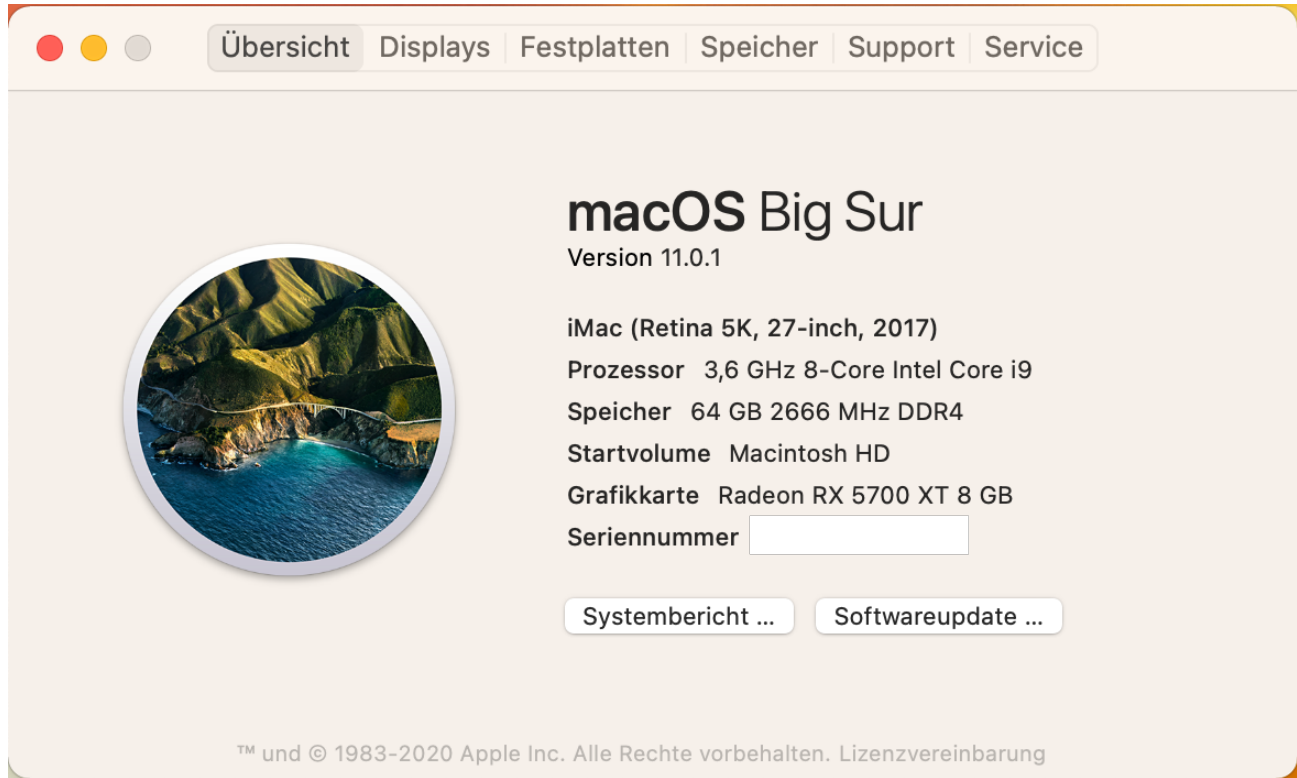 Übersicht Displays Festplatten Speicher Support Service
macOS Big Sur
Version 11.0.1
iMac (Retina 5K, 27-inch, 2017)
Prozessor 3,6 GHz 8-Core Intel Core i9
Speicher 64 GB 2666 MHz DDR4
Startvolume Macintosh HD
Grafikkarte Radeon RX 5700 XT 8 GB
Seriennummer
Systembericht ... Softwareupdate ...
™ und © 1983-2020 Apple Inc. Alle Rechte vorbehalten. Lizenzvereinbarung